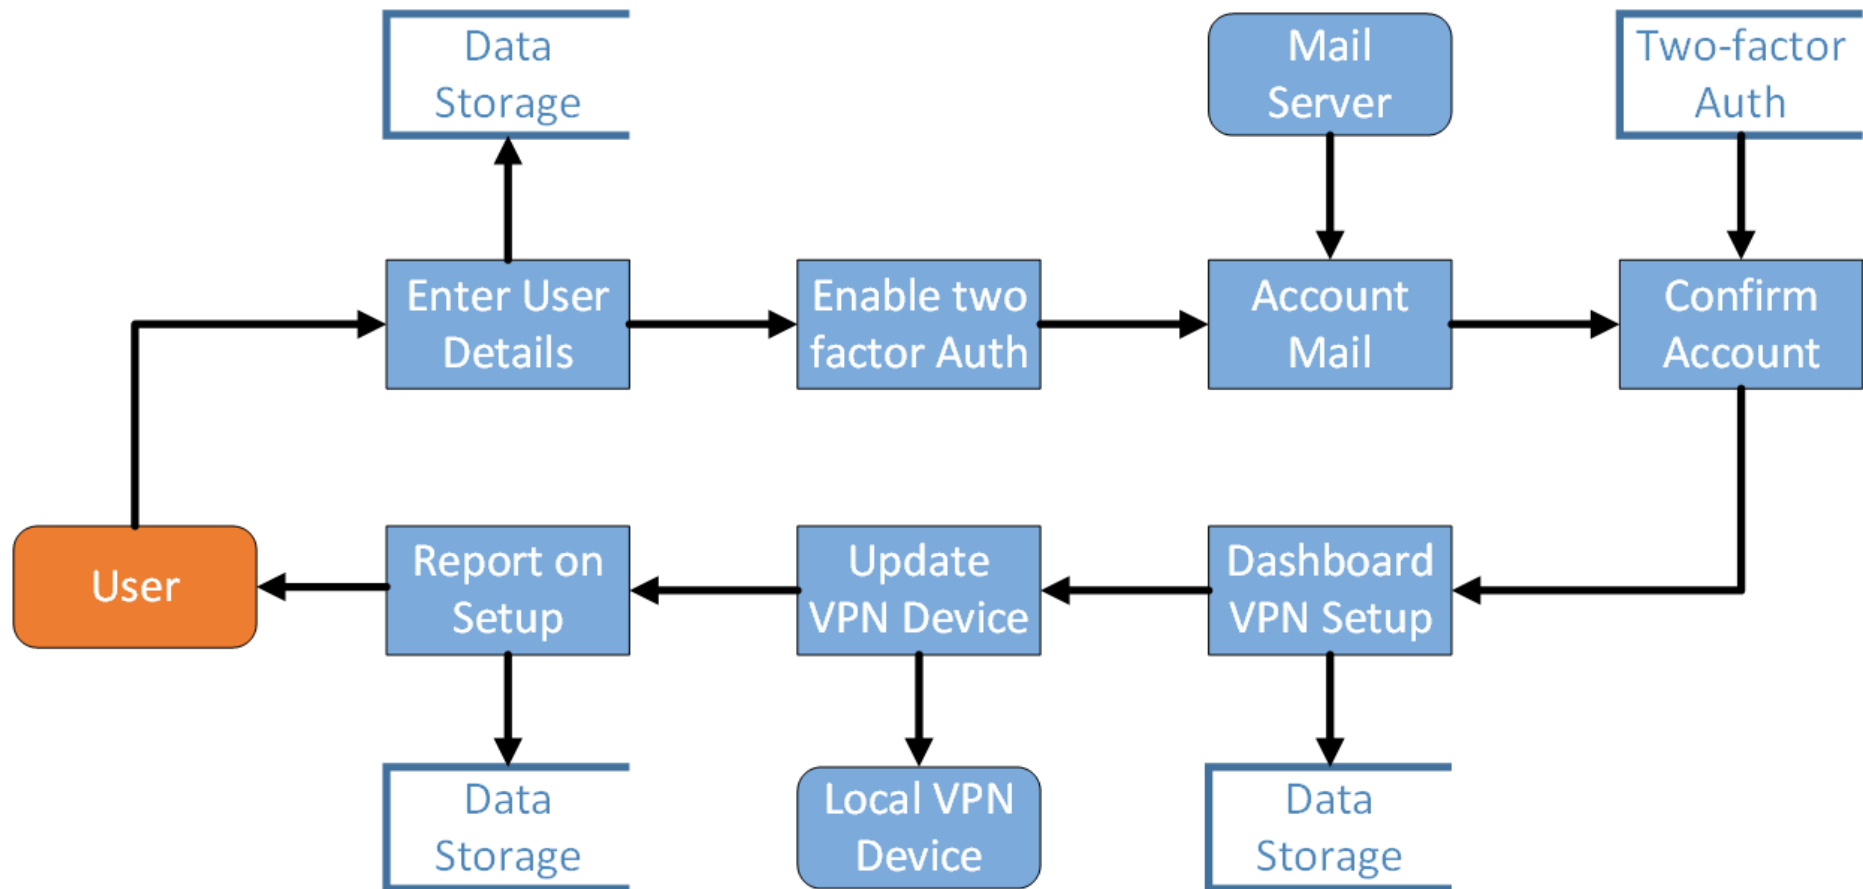 Data
Storage
Mail
Server
Two-factor
Auth
Enter User
Details
Enable two
factor Auth
Account
Mail
Confirm
Account
User
Report on
Setup
Update
VPN Device
Dashboard
VPN Setup
Data
Storage
Local VPN
Device
Data
Storage